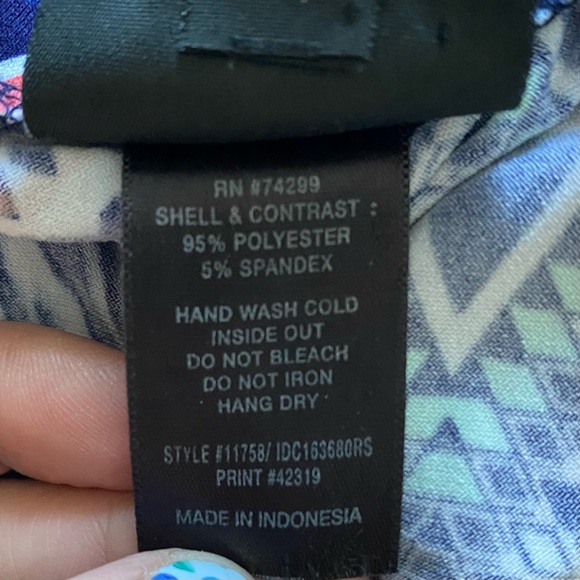 RN #74299
SHELL & CONTRAST :
95% POLYESTER
5% SPANDEX
HAND WASH COLD
INSIDE OUT
DO NOT BLEACH
DO NOT IRON
HANG DRY
STYLE #11758/ IDC163680RS
PRINT #42319
MADE IN INDONESIA